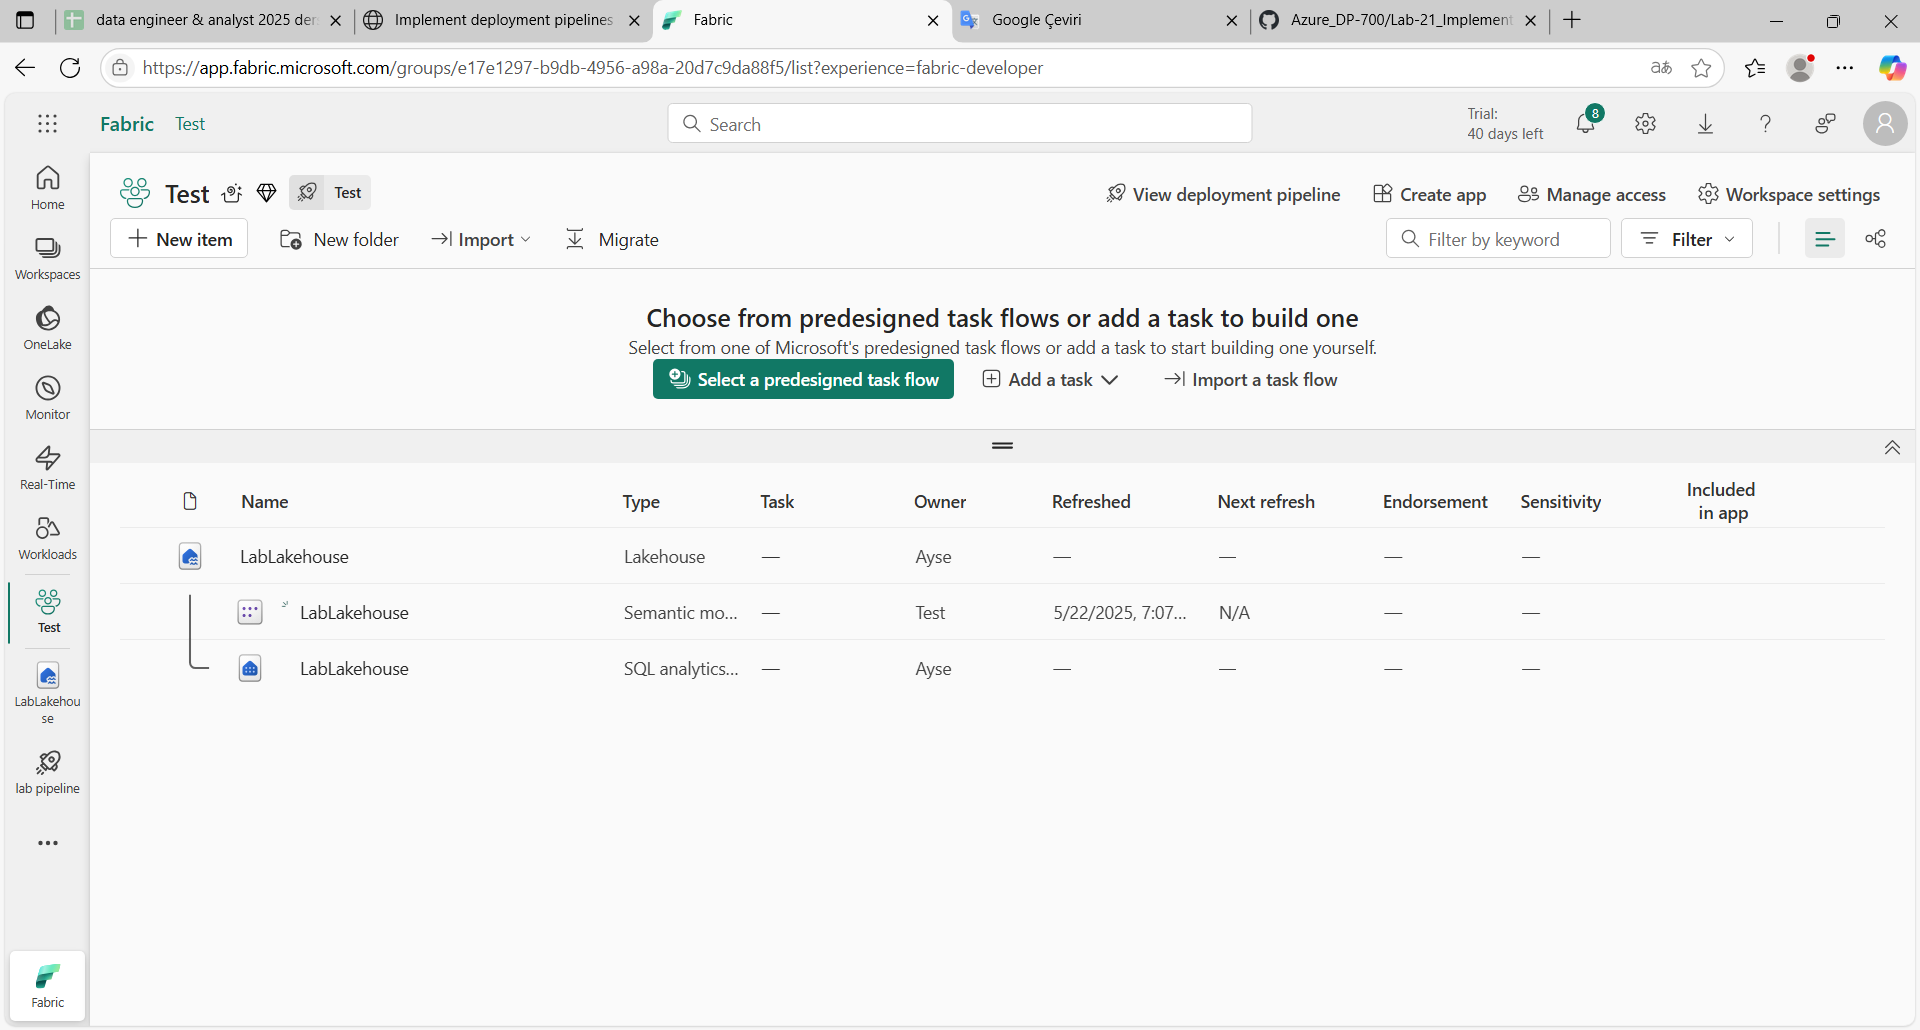 data engineer & analyst 2025 der
Implement deployment pipelines
Fabric
Google Çeviri
Azure_DP-700/Lab-21_Implement
https://app.fabric.microsoft.com/groups/e17e1297-b9db-4956-a98a-20d7c9da88f5/list?experience=fabric-developer
Fabric Test
Search
Trial:
40 days left
8
Home
Workspaces
OneLake
Monitor
Real-Time
Workloads
Test
LabLakehou
se
lab pipeline
Fabric
Test
Test
View deployment pipeline
Create app
Manage access
Workspace settings
New item
New folder
Import
Migrate
Filter by keyword
Filter
Choose from predesigned task flows or add a task to build one
Select from one of Microsoft's predesigned task flows or add a task to start building one yourself.
Select a predesigned task flow
Add a task
Import a task flow
Name Type Task Owner Refreshed Next refresh Endorsement Sensitivity Included
in app
LabLakehouse Lakehouse — Ayse — — — —
LabLakehouse Semantic mo... — Test 5/22/2025, 7:07... N/A — —
LabLakehouse SQL analytics... — Ayse — — — —